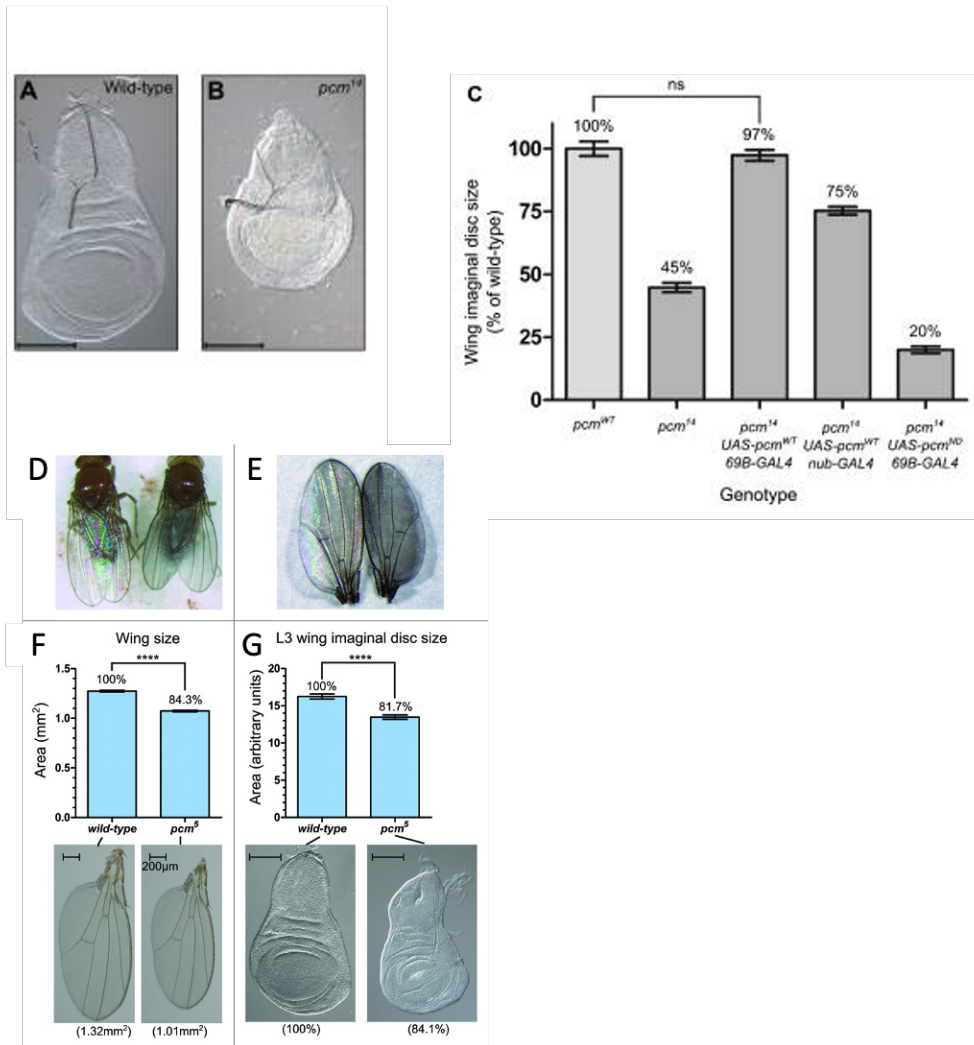 A
Wild-type
B
pcm¹⁴
C
ns
100%
97%
75%
45%
20%
Wing imaginal disc size
(% of wild-type)
100
75
50
25
0
pcmᵂᵀ
pcm¹⁴
pcm¹⁴
UAS-pcmᵂᵀ
69B-GAL4
pcm¹⁴
UAS-pcmᵂᵀ
nub-GAL4
pcm¹⁴
UAS-pcmᴺᴰ
69B-GAL4
Genotype
D
E
F
Wing size
****
100%
84.3%
Area (mm²)
1.5
1.0
0.5
0.0
wild-type
pcm⁵
200µm
(1.32mm²)
(1.01mm²)
G
L3 wing imaginal disc size
****
100%
81.7%
Area (arbitrary units)
20
15
10
5
0
wild-type
pcm⁵
(100%)
(84.1%)